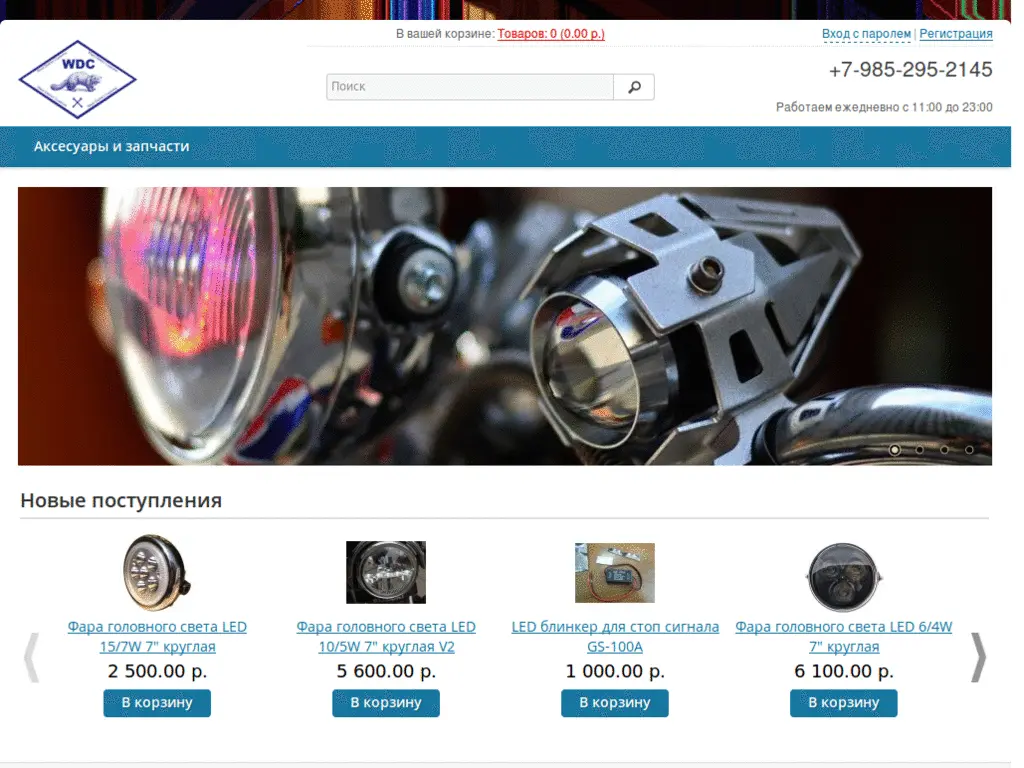 В вашей корзине: Товаров: 0 (0.00 р.)
Вход с паролем | Регистрация
WDC
+7-985-295-2145
Поиск
Работаем ежедневно с 11:00 до 23:00
Аксесуары и запчасти
Новые поступления
Фара головного света LED
15/7W 7" круглая
2 500.00 р.
В корзину
Фара головного света LED
10/5W 7" круглая V2
5 600.00 р.
В корзину
LED блинкер для стоп сигнала
GS-100A
1 000.00 р.
В корзину
Фара головного света LED 6/4W
7" круглая
6 100.00 р.
В корзину